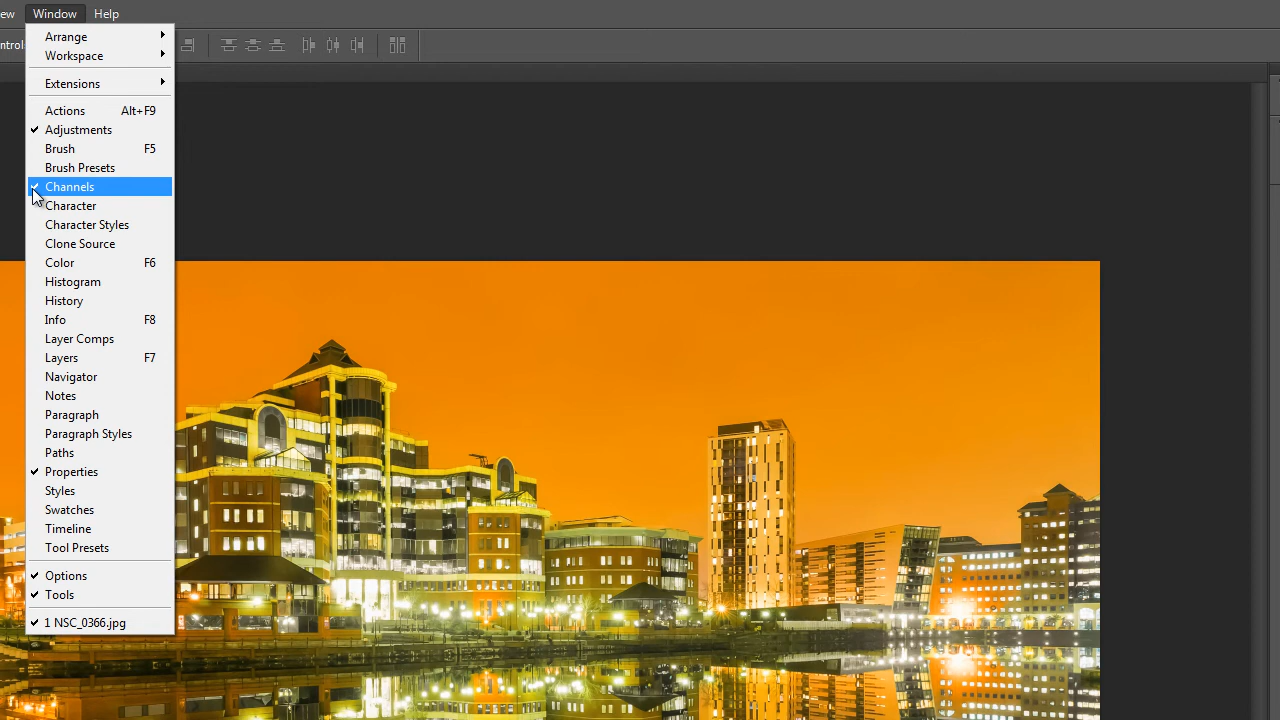 ew Window Help
ntrols
Arrange
Workspace
Extensions
Actions Alt+F9
Adjustments
Brush F5
Brush Presets
Channels
Character
Character Styles
Clone Source
Color F6
Histogram
History
Info F8
Layer Comps
Layers F7
Navigator
Notes
Paragraph
Paragraph Styles
Paths
Properties
Styles
Swatches
Timeline
Tool Presets
Options
Tools
1 NSC_0366.jpg